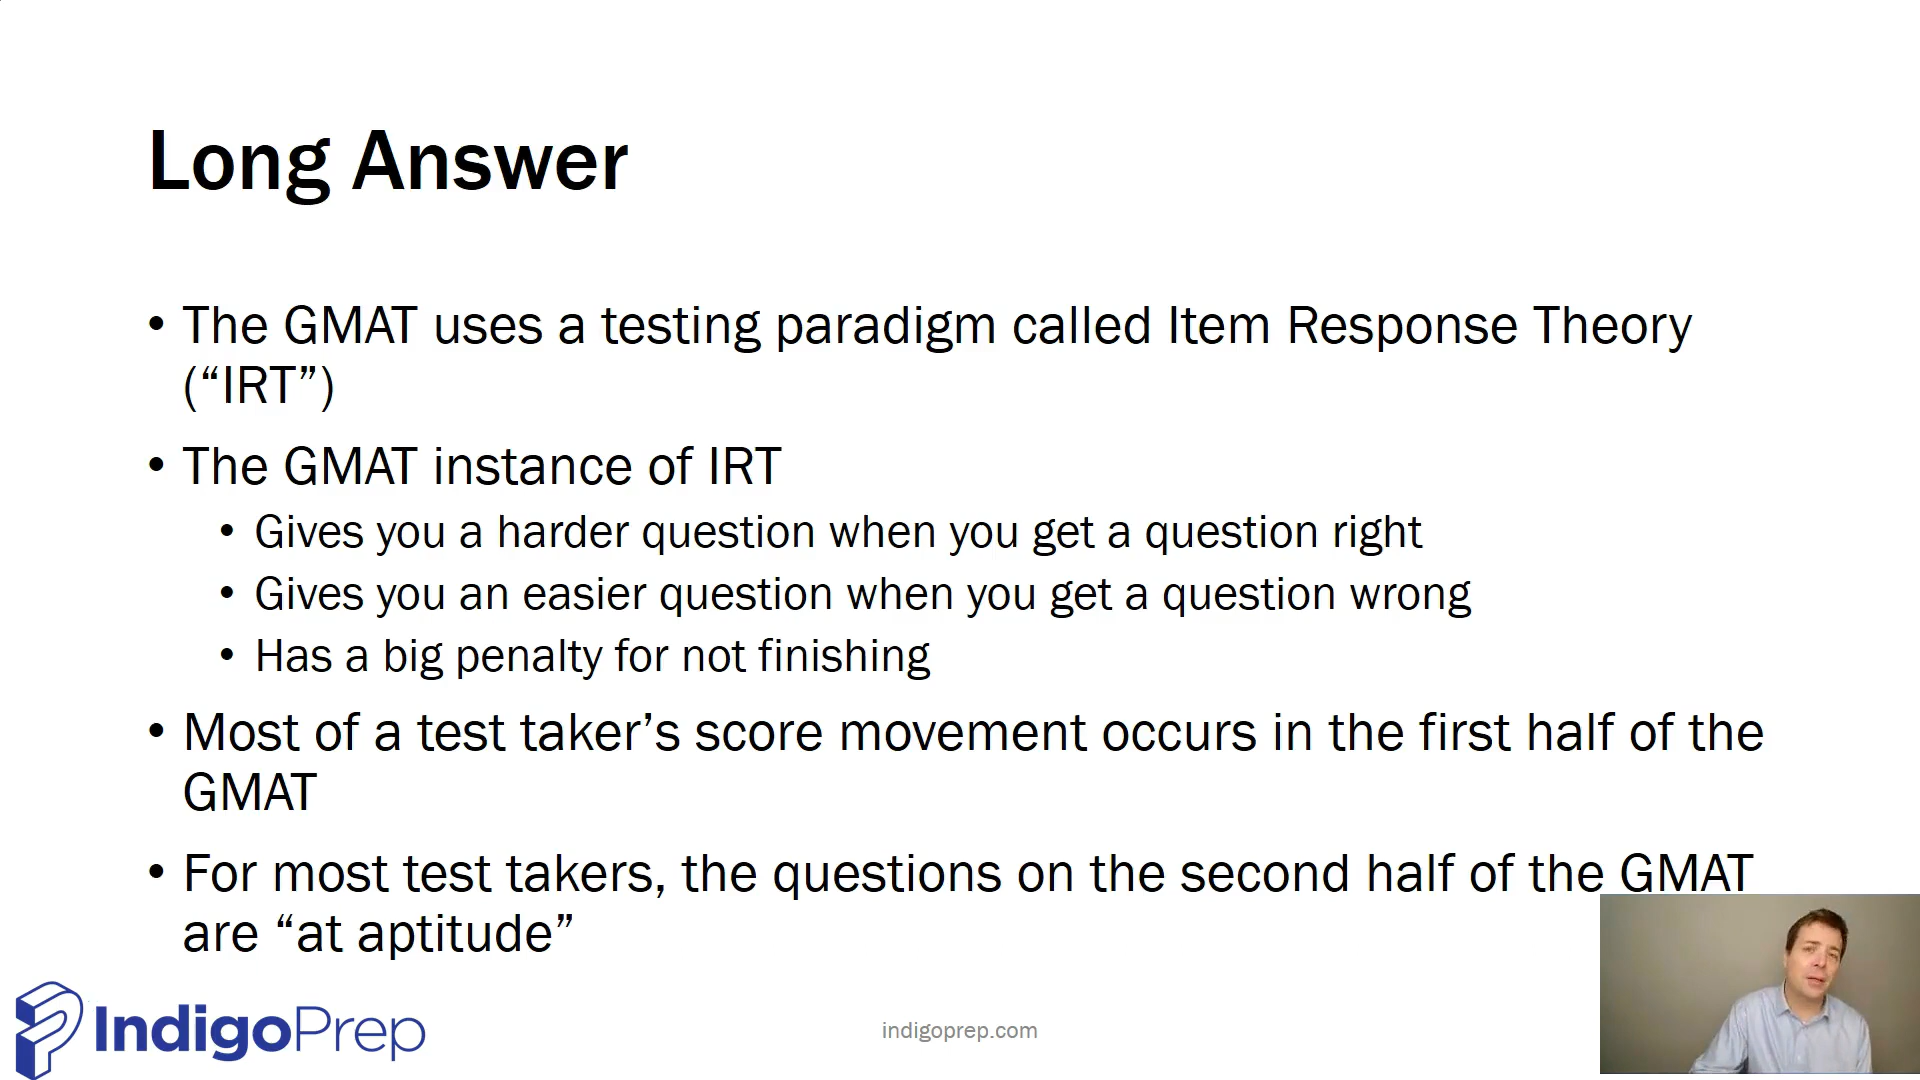 Long Answer
• The GMAT uses a testing paradigm called Item Response Theory
(“IRT”)
• The GMAT instance of IRT
• Gives you a harder question when you get a question right
• Gives you an easier question when you get a question wrong
• Has a big penalty for not finishing
• Most of a test taker’s score movement occurs in the first half of the
GMAT
• For most test takers, the questions on the second half of the GMAT
are “at aptitude”
IndigoPrep
indigoprep.com